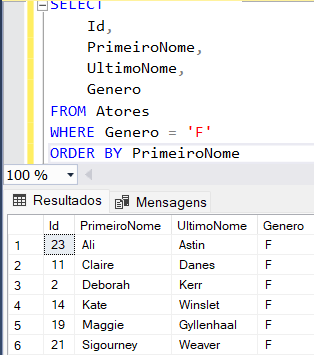 SELECT
Id,
PrimeiroNome,
UltimoNome,
Genero
FROM Atores
WHERE Genero = 'F'
ORDER BY PrimeiroNome
100 %
Resultados Mensagens
Id PrimeiroNome UltimoNome Genero
1 23 Ali Astin F
2 11 Claire Danes F
3 2 Deborah Kerr F
4 14 Kate Winslet F
5 19 Maggie Gyllenhaal F
6 21 Sigourney Weaver F